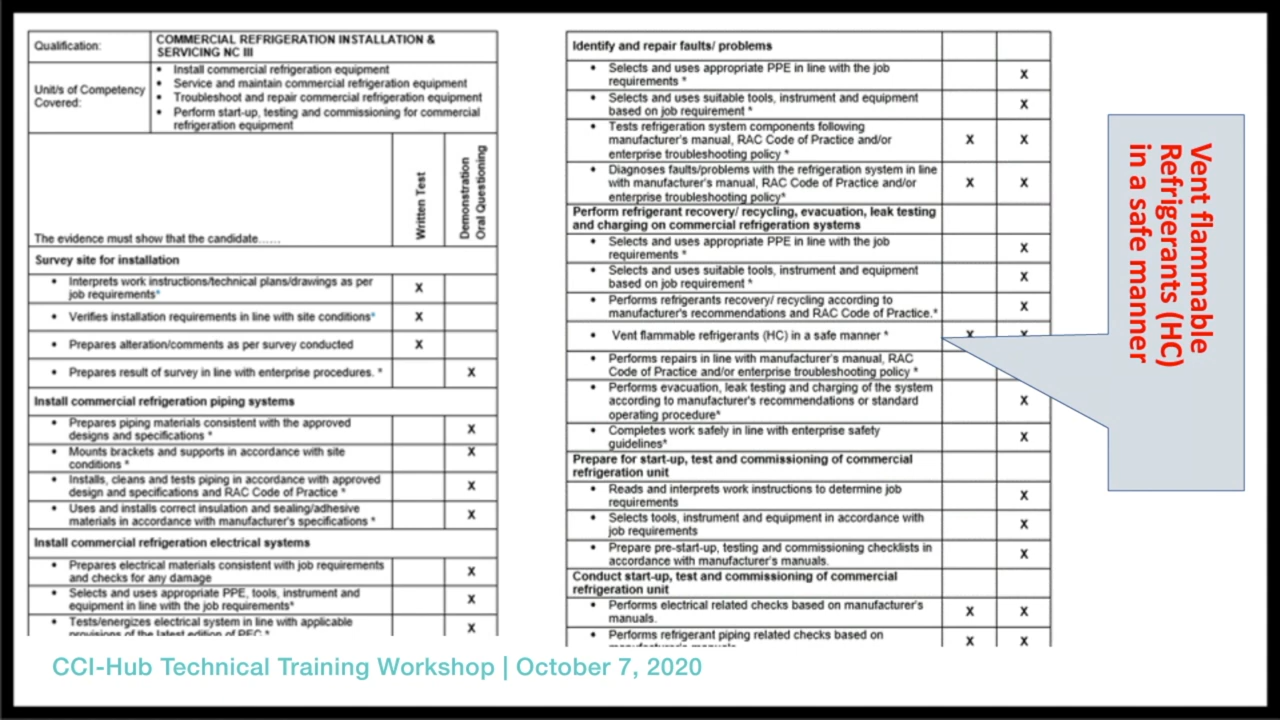 Qualification:
COMMERCIAL REFRIGERATION INSTALLATION &
SERVICING NC III
Unit/s of Competency
Covered:
• Install commercial refrigeration equipment
• Service and maintain commercial refrigeration equipment
• Troubleshoot and repair commercial refrigeration equipment
• Perform start-up, testing and commissioning for commercial
refrigeration equipment
The evidence must show that the candidate......
Written Test
Demonstration
Oral Questioning
Survey site for installation
• Interprets work instructions/technical plans/drawings as per
job requirements* X
• Verifies installation requirements in line with site conditions* X
• Prepares alteration/comments as per survey conducted X
• Prepares result of survey in line with enterprise procedures. * X
Install commercial refrigeration piping systems
• Prepares piping materials consistent with the approved
designs and specifications * X
• Mounts brackets and supports in accordance with site
conditions * X
• Installs, cleans and tests piping in accordance with approved
design and specifications and RAC Code of Practice * X
• Uses and installs correct insulation and sealing/adhesive
materials in accordance with manufacturer's specifications * X
Install commercial refrigeration electrical systems
• Prepares electrical materials consistent with job requirements
and checks for any damage X
• Selects and uses appropriate PPE, tools, instrument and
equipment in line with the job requirements* X
• Tests/energizes electrical system in line with applicable
provisions of the latest edition of PEC * X
Identify and repair faults/ problems
• Selects and uses appropriate PPE in line with the job
requirements * X
• Selects and uses suitable tools, instrument and equipment
based on job requirement * X
• Tests refrigeration system components following
manufacturer's manual, RAC Code of Practice and/or
enterprise troubleshooting policy * X X
• Diagnoses faults/problems with the refrigeration system in line
with manufacturer's manual, RAC Code of Practice and/or
enterprise troubleshooting policy* X X
Perform refrigerant recovery/ recycling, evacuation, leak testing
and charging on commercial refrigeration systems
• Selects and uses appropriate PPE in line with the job
requirements * X
• Selects and uses suitable tools, instrument and equipment
based on job requirement * X
• Performs refrigerants recovery/ recycling according to
manufacturer's recommendations and RAC Code of Practice.* X
• Vent flammable refrigerants (HC) in a safe manner * X X
• Performs repairs in line with manufacturer's manual, RAC
Code of Practice and/or enterprise troubleshooting policy *
• Performs evacuation, leak testing and charging of the system
according to manufacturer's recommendations or standard
operating procedure* X
• Completes work safely in line with enterprise safety
guidelines* X
Prepare for start-up, test and commissioning of commercial
refrigeration unit
• Reads and interprets work instructions to determine job
requirements X
• Selects tools, instrument and equipment in accordance with
job requirements X
• Prepare pre-start-up, testing and commissioning checklists in
accordance with manufacturer's manuals. X
Conduct start-up, test and commissioning of commercial
refrigeration unit
• Performs electrical related checks based on manufacturer's
manuals. X X
• Performs refrigerant piping related checks based on
manufacturer's manuals X X
Vent flammable
Refrigerants (HC)
in a safe manner
CCI-Hub Technical Training Workshop | October 7, 2020